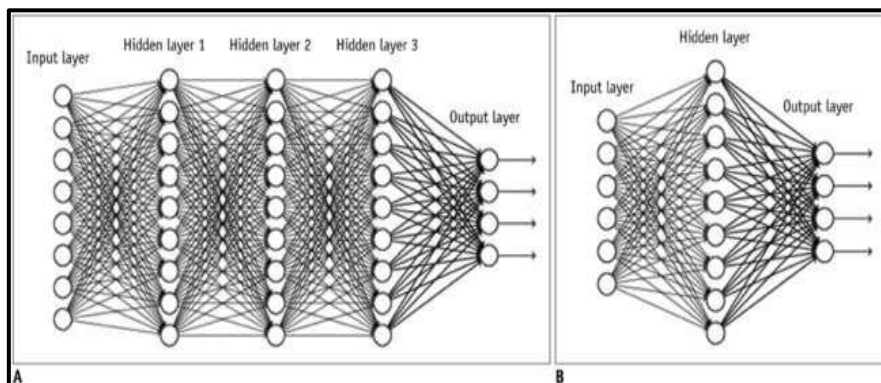 Input layer
Hidden layer 1
Hidden layer 2
Hidden layer 3
Output layer
A
Hidden layer
Input layer
Output layer
B